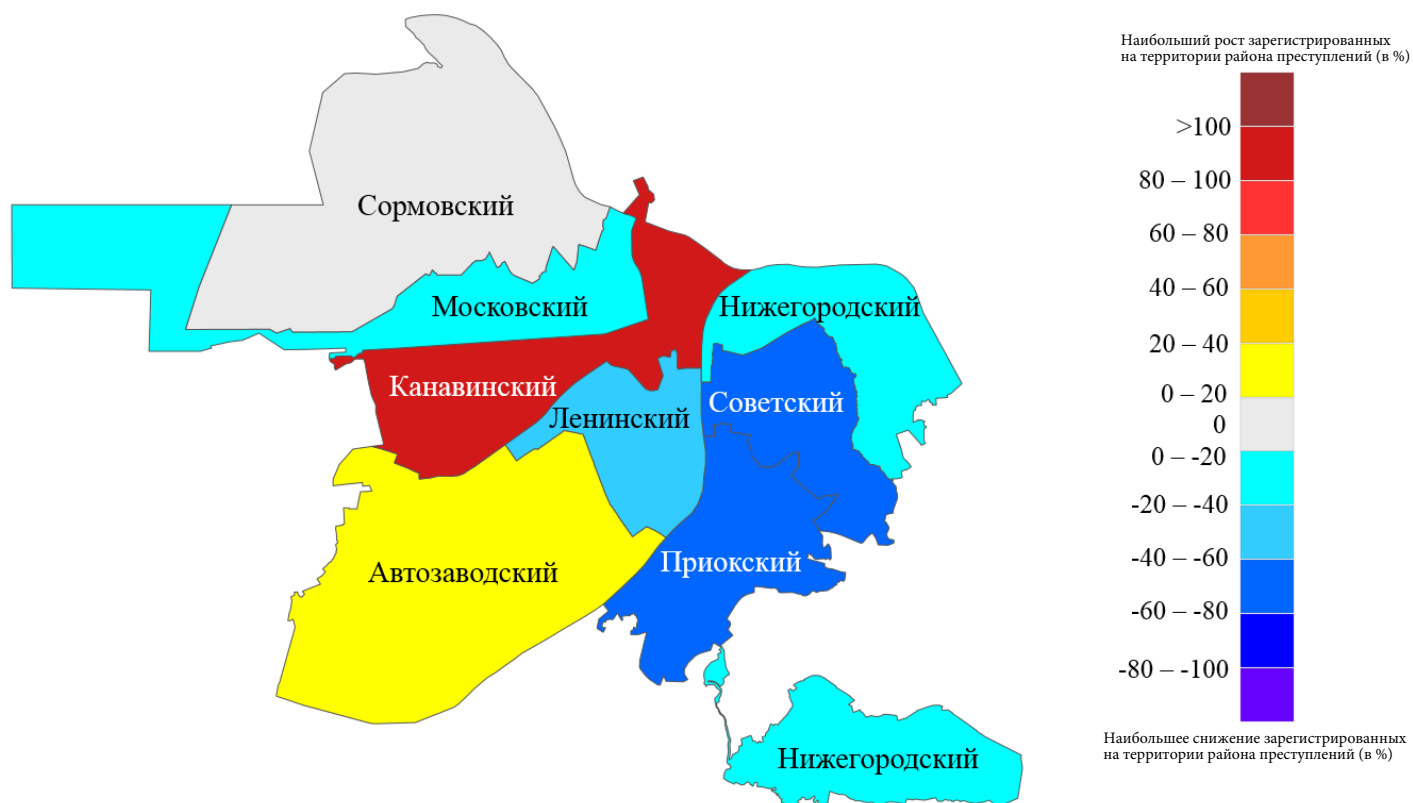 Наибольший рост зарегистрированных
на территории района преступлений (в %)
>100
80 – 100
60 – 80
40 – 60
20 – 40
0 – 20
0
0 – -20
-20 – -40
-40 – -60
-60 – -80
-80 – -100
Наибольшее снижение зарегистрированных
на территории района преступлений (в %)
Сормовский
Московский
Нижегородский
Канавинский
Ленинский
Советский
Автозаводский
Приокский
Нижегородский